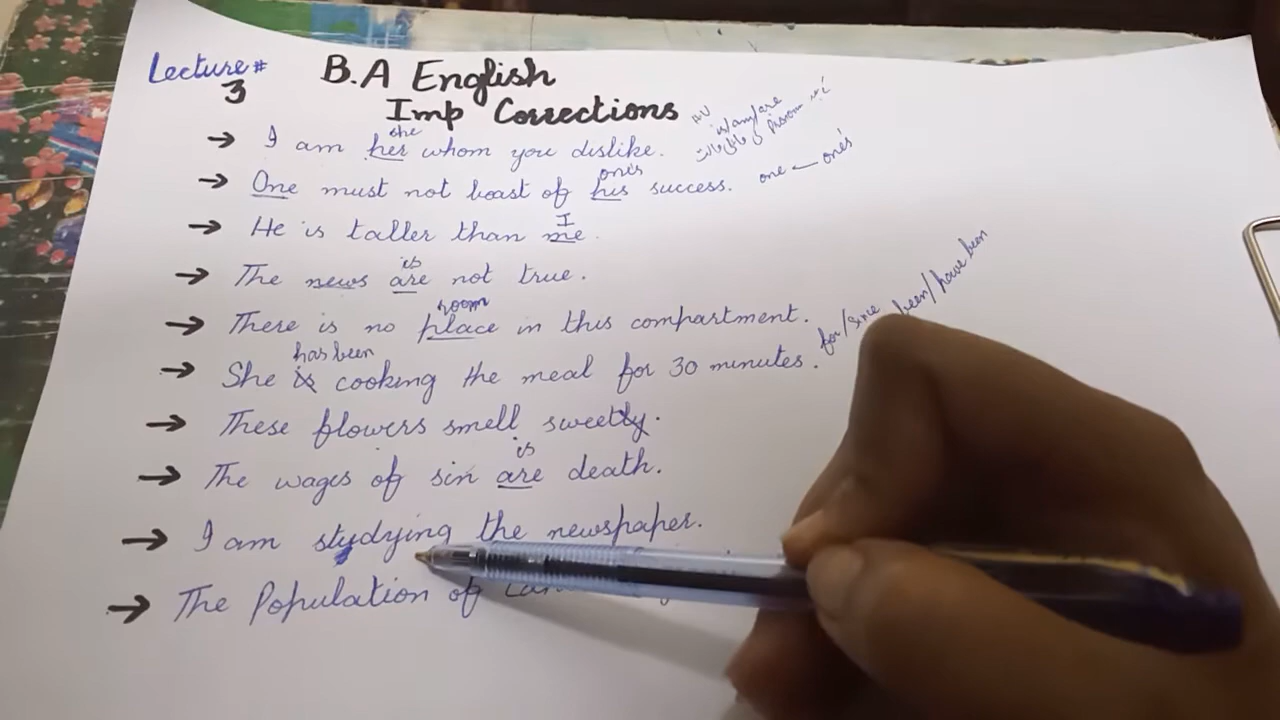 Lecture #
3
B.A English
Imp Corrections
she
I am her whom you dislike.
is/am/are
one's
One must not boast of his success. one one's
I
He is taller than me.
is
The news are not true.
room
There is no place in this compartment.
for/since been/have been
has been
She is cooking the meal for 30 minutes.
These flowers smell sweetly.
is
The wages of sin are death.
I am studying the newspaper.
The Population of